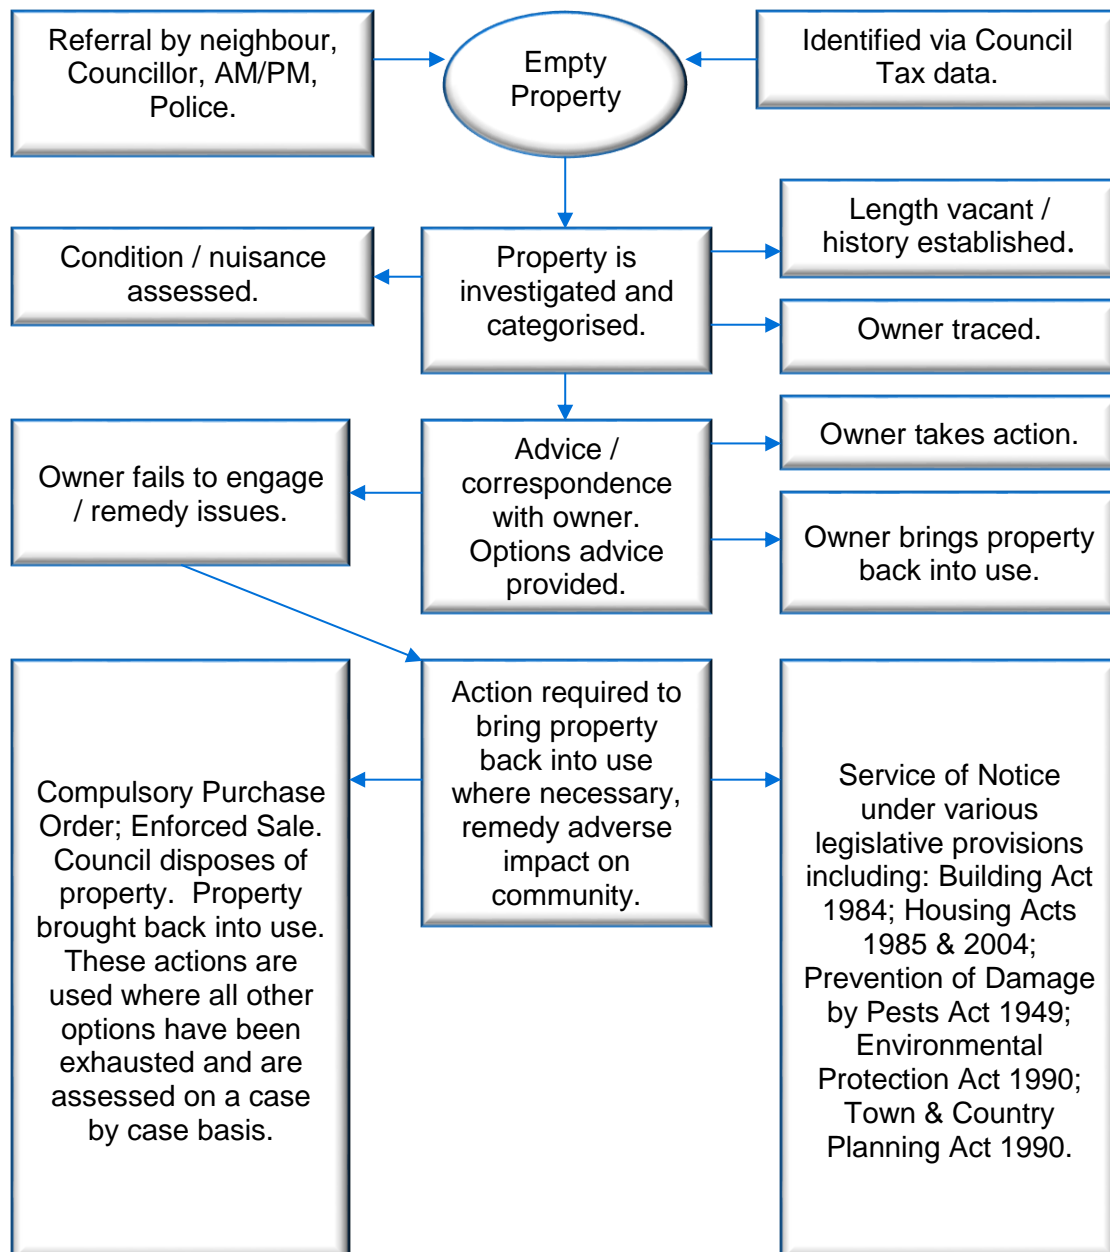 Referral by neighbour,
Councillor, AM/PM,
Police.
Empty
Property
Identified via Council
Tax data.
Condition / nuisance
assessed.
Property is
investigated and
categorised.
Length vacant /
history established.
Owner traced.
Owner fails to engage
/ remedy issues.
Advice /
correspondence
with owner.
Options advice
provided.
Owner takes action.
Owner brings property
back into use.
Compulsory Purchase
Order; Enforced Sale.
Council disposes of
property.  Property
brought back into use.
These actions are
used where all other
options have been
exhausted and are
assessed on a case
by case basis.
Action required to
bring property
back into use
where necessary,
remedy adverse
impact on
community.
Service of Notice
under various
legislative provisions
including: Building Act
1984; Housing Acts
1985 & 2004;
Prevention of Damage
by Pests Act 1949;
Environmental
Protection Act 1990;
Town & Country
Planning Act 1990.